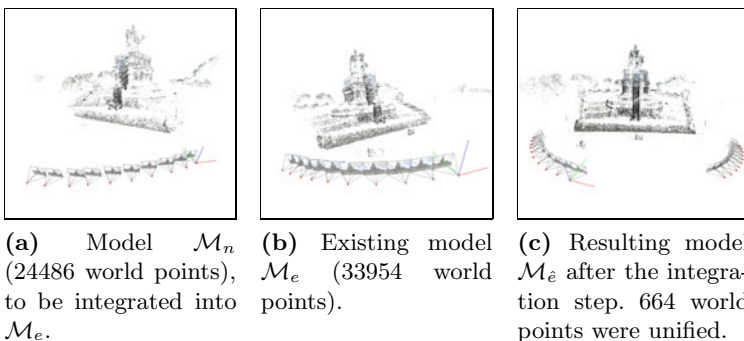 (a) Model Mₙ
(24486 world points),
to be integrated into
Mₑ.
(b) Existing model
Mₑ (33954 world
points).
(c) Resulting model
M_ê after the integra-
tion step. 664 world
points were unified.